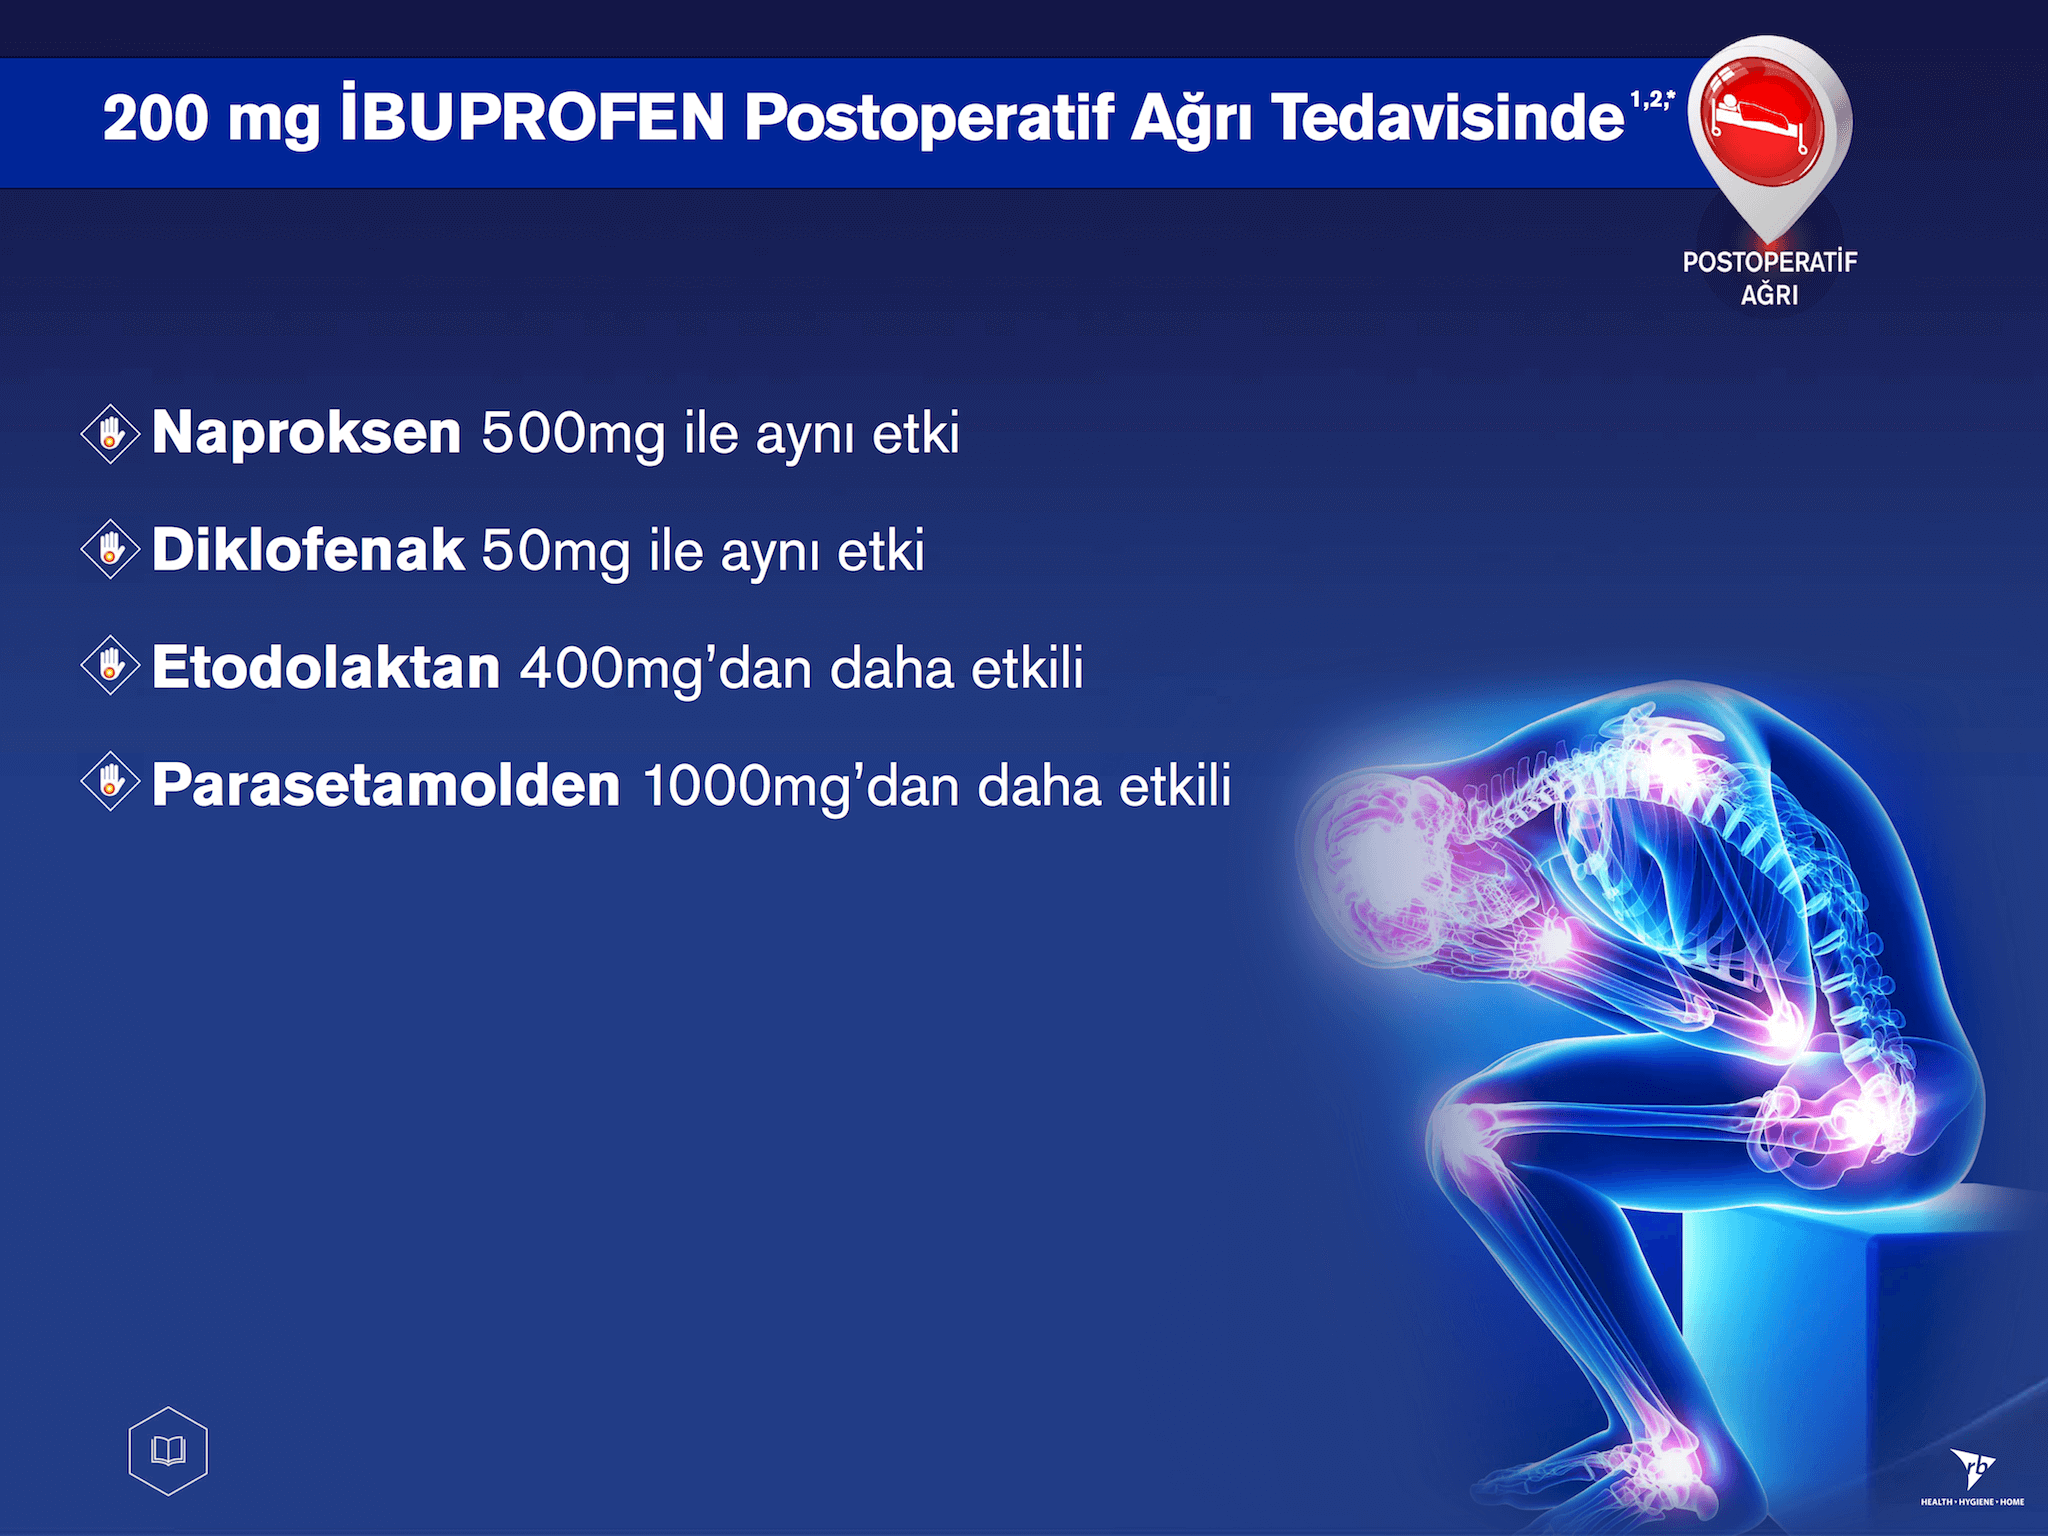 200 mg İBUPROFEN Postoperatif Ağrı Tedavisinde1,2,*
POSTOPERATİF
AĞRI
Naproksen 500mg ile aynı etki
Diklofenak 50mg ile aynı etki
Etodolaktan 400mg’dan daha etkili
Parasetamolden 1000mg’dan daha etkili
rb
HEALTH • HYGIENE • HOME